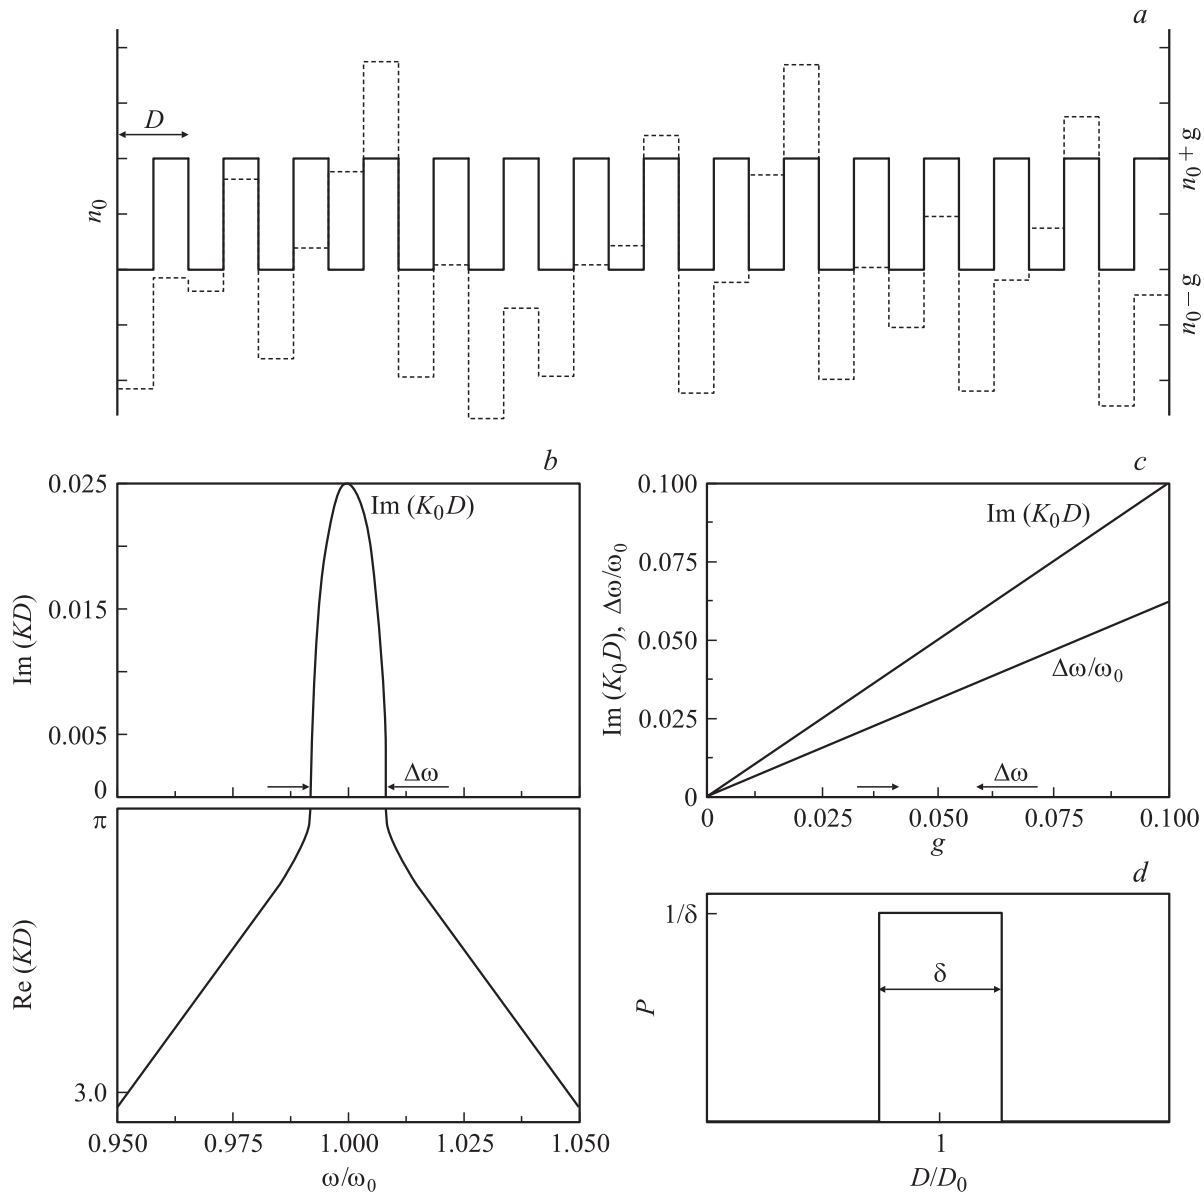 a
D
n₀
n₀ + g
n₀ − g
b
0.025
Im (K₀D)
0.015
Im (KD)
0.005
Δω
0
π
Re (KD)
3.0
0.950 0.975 1.000 1.025 1.050
ω/ω₀
c
0.100
Im (K₀D)
0.075
Im (K₀D), Δω/ω₀
0.050
Δω/ω₀
0.025
Δω
0
0 0.025 0.050 0.075 0.100
g
d
1/δ
δ
P
1
D/D₀